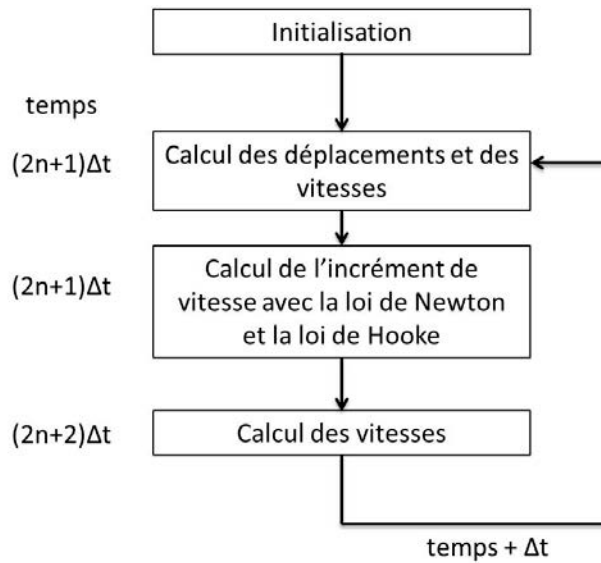 Initialisation
temps
(2n+1)Δt
Calcul des déplacements et des
vitesses
(2n+1)Δt
Calcul de l’incrément de
vitesse avec la loi de Newton
et la loi de Hooke
(2n+2)Δt
Calcul des vitesses
temps + Δt